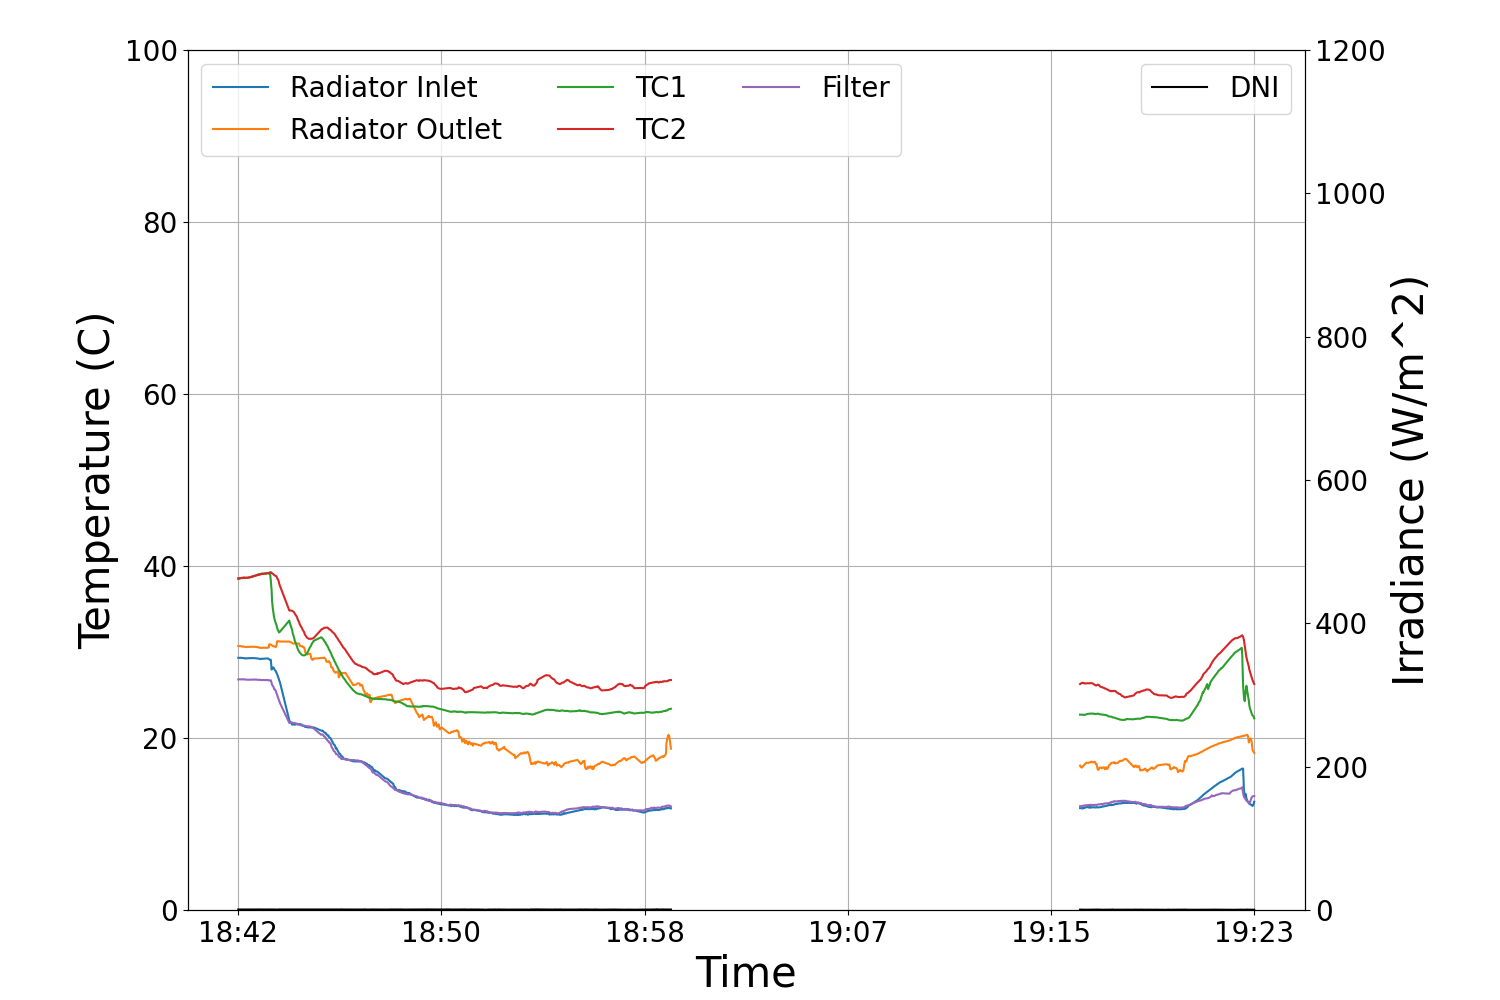 Radiator Inlet
Radiator Outlet
TC1
TC2
Filter
DNI
Temperature (C)
100
80
60
40
20
0
Irradiance (W/m^2)
1200
1000
800
600
400
200
0
18:42 18:50 18:58 19:07 19:15 19:23
Time